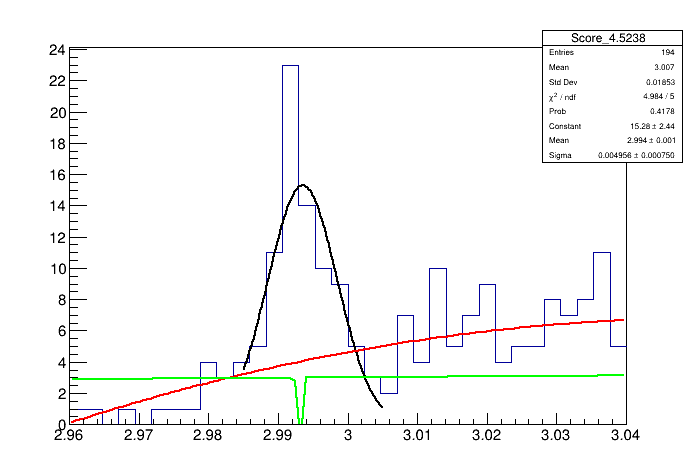 Score_4.5238
Entries 194
Mean 3.007
Std Dev 0.01853
χ² / ndf 4.984 / 5
Prob 0.4178
Constant 15.28 ± 2.44
Mean 2.994 ± 0.001
Sigma 0.004956 ± 0.000750
24
22
20
18
16
14
12
10
8
6
4
2
0
2.96 2.97 2.98 2.99 3 3.01 3.02 3.03 3.04